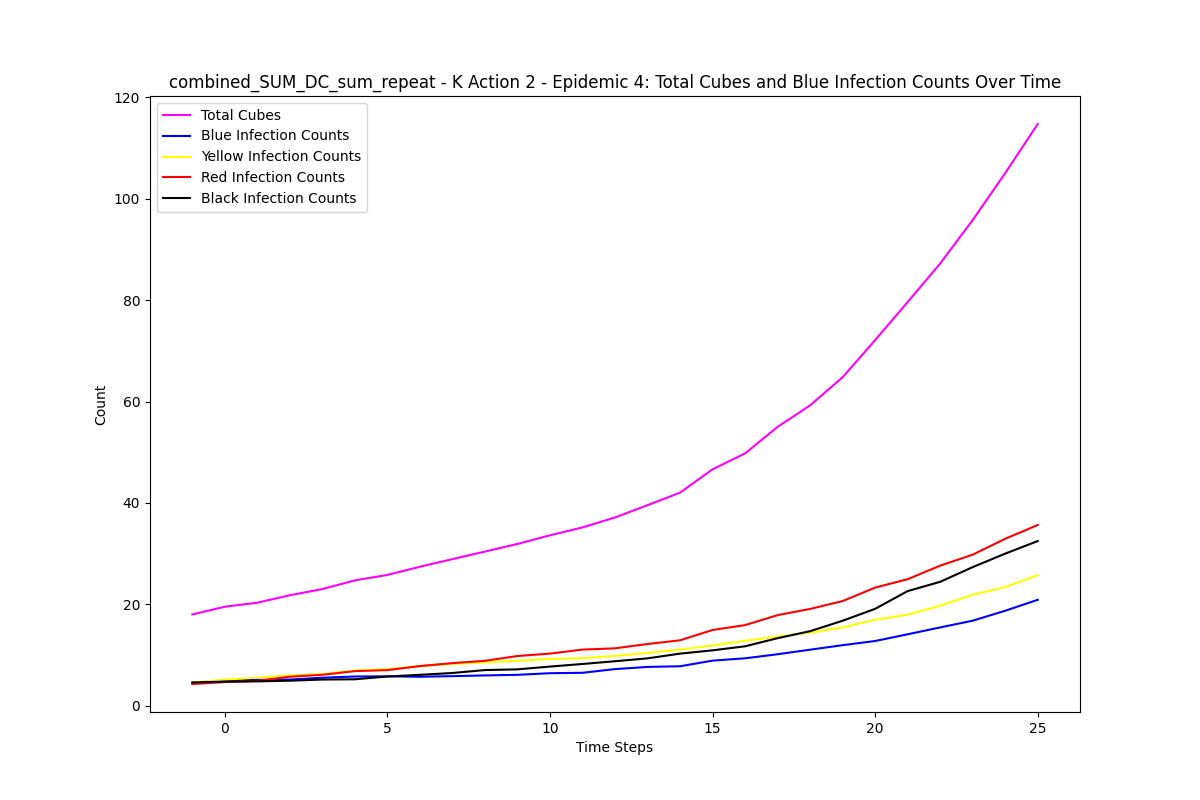 combined_SUM_DC_sum_repeat - K Action 2 - Epidemic 4: Total Cubes and Blue Infection Counts Over Time
120
100
80
60
40
20
0
Count
Total Cubes
Blue Infection Counts
Yellow Infection Counts
Red Infection Counts
Black Infection Counts
0 5 10 15 20 25
Time Steps